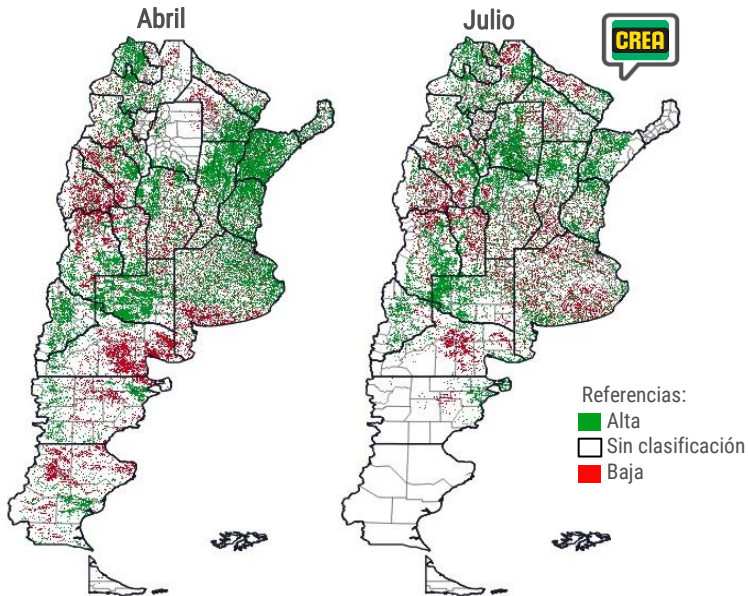 Abril
Julio
CREA
Referencias:
Alta
Sin clasificación
Baja